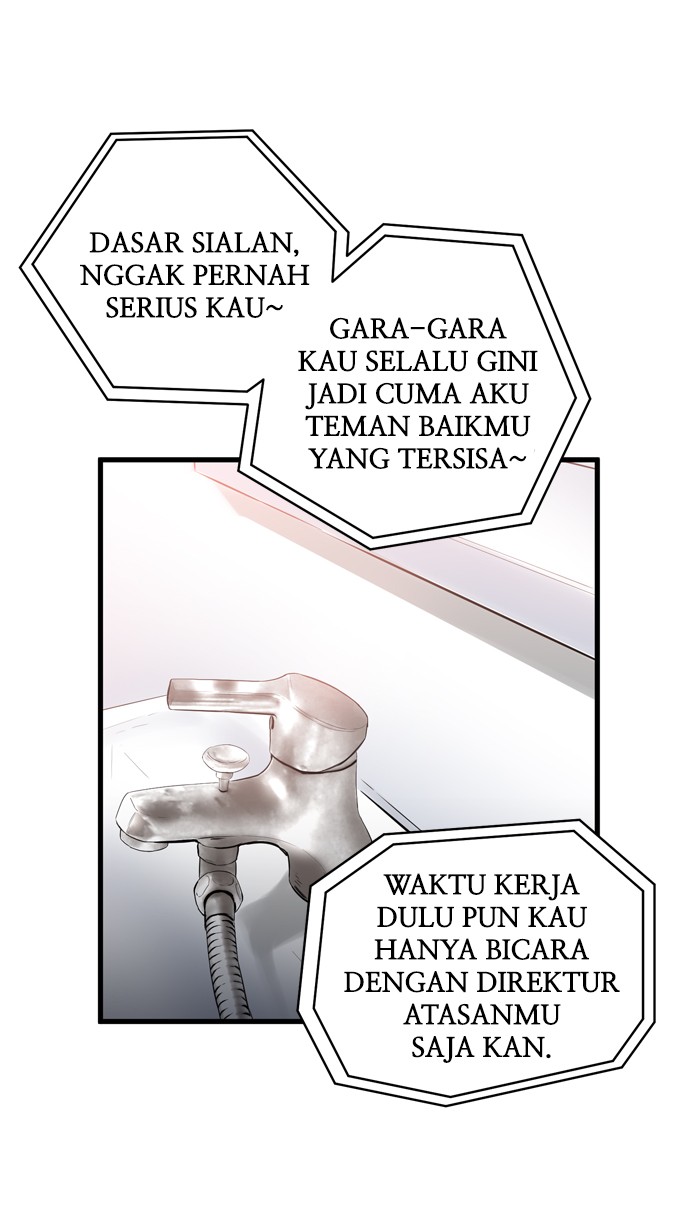 DASAR SIALAN,
NGGAK PERNAH
SERIUS KAU~
GARA-GARA
KAU SELALU GINI
JADI CUMA AKU
TEMAN BAIKMU
YANG TERSISA~
WAKTU KERJA
DULU PUN KAU
HANYA BICARA
DENGAN DIREKTUR
ATASANMU
SAJA KAN.